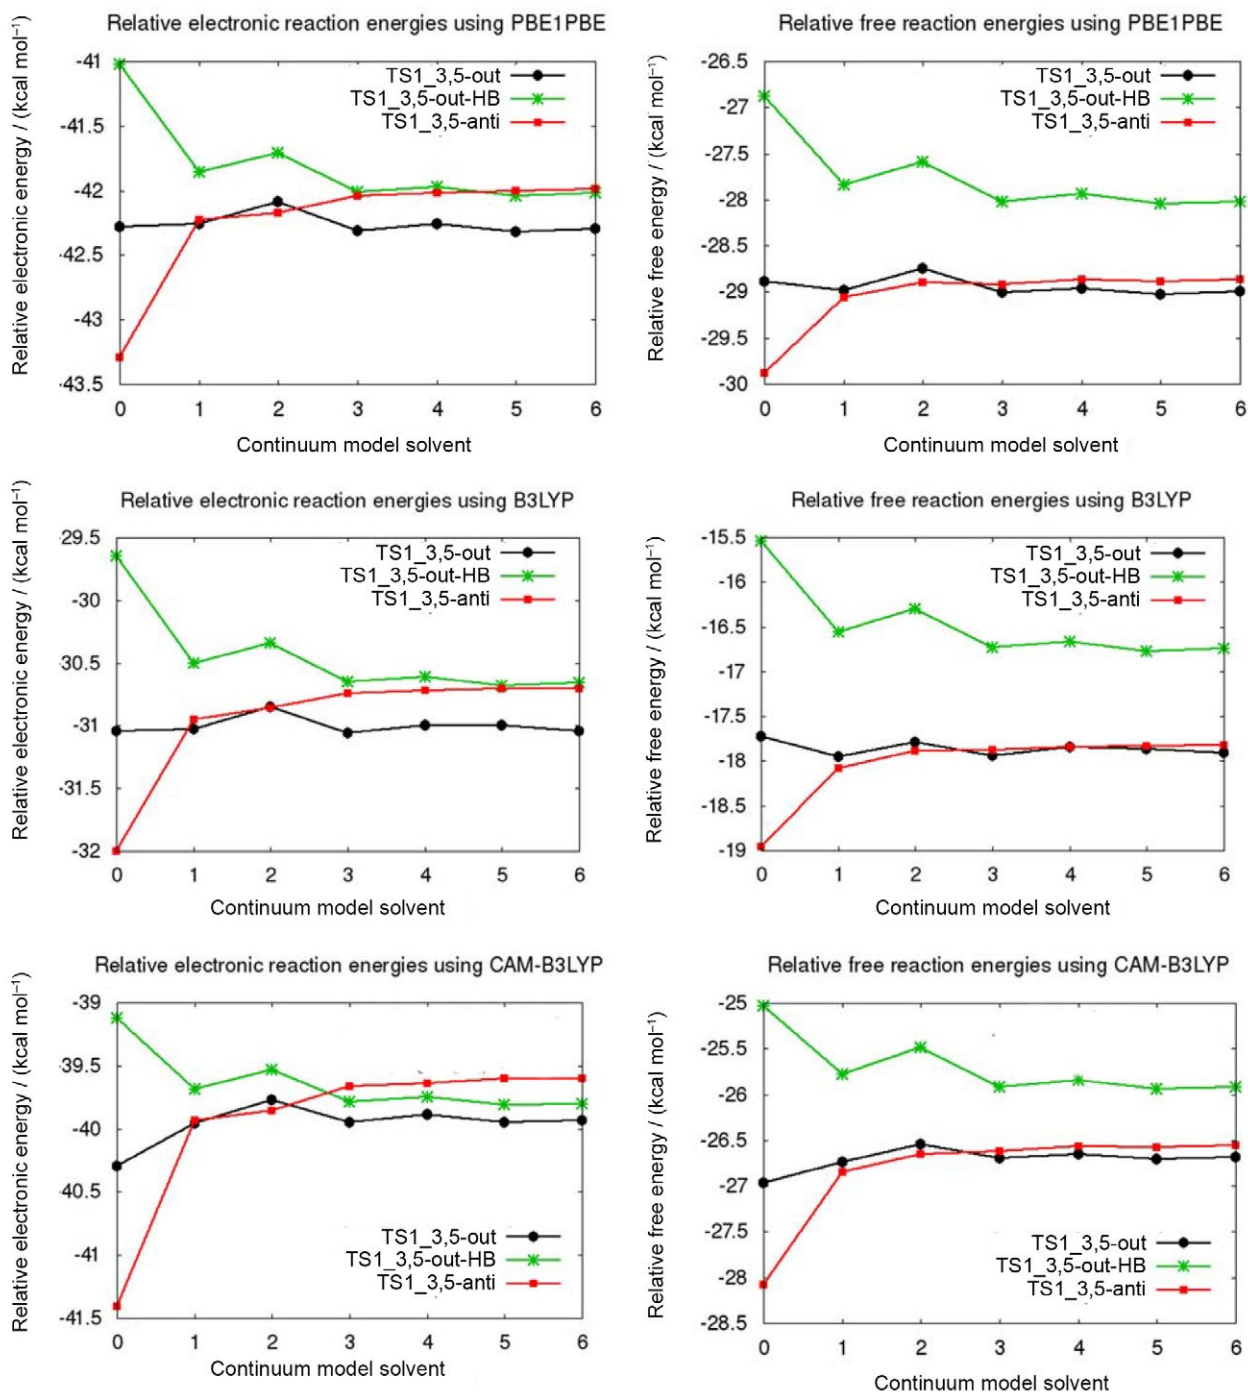 Relative electronic reaction energies using PBE1PBE
Relative electronic energy / (kcal mol⁻¹)
-41
-41.5
-42
-42.5
-43
-43.5
TS1_3,5-out
TS1_3,5-out-HB
TS1_3,5-anti
0 1 2 3 4 5 6
Continuum model solvent
Relative free reaction energies using PBE1PBE
Relative free energy / (kcal mol⁻¹)
-26.5
-27
-27.5
-28
-28.5
-29
-29.5
-30
TS1_3,5-out
TS1_3,5-out-HB
TS1_3,5-anti
0 1 2 3 4 5 6
Continuum model solvent
Relative electronic reaction energies using B3LYP
Relative electronic energy / (kcal mol⁻¹)
-29.5
-30
-30.5
-31
-31.5
-32
TS1_3,5-out
TS1_3,5-out-HB
TS1_3,5-anti
0 1 2 3 4 5 6
Continuum model solvent
Relative free reaction energies using B3LYP
Relative free energy / (kcal mol⁻¹)
-15.5
-16
-16.5
-17
-17.5
-18
-18.5
-19
TS1_3,5-out
TS1_3,5-out-HB
TS1_3,5-anti
0 1 2 3 4 5 6
Continuum model solvent
Relative electronic reaction energies using CAM-B3LYP
Relative electronic energy / (kcal mol⁻¹)
-39
-39.5
-40
-40.5
-41
-41.5
TS1_3,5-out
TS1_3,5-out-HB
TS1_3,5-anti
0 1 2 3 4 5 6
Continuum model solvent
Relative free reaction energies using CAM-B3LYP
Relative free energy / (kcal mol⁻¹)
-25
-25.5
-26
-26.5
-27
-27.5
-28
-28.5
TS1_3,5-out
TS1_3,5-out-HB
TS1_3,5-anti
0 1 2 3 4 5 6
Continuum model solvent